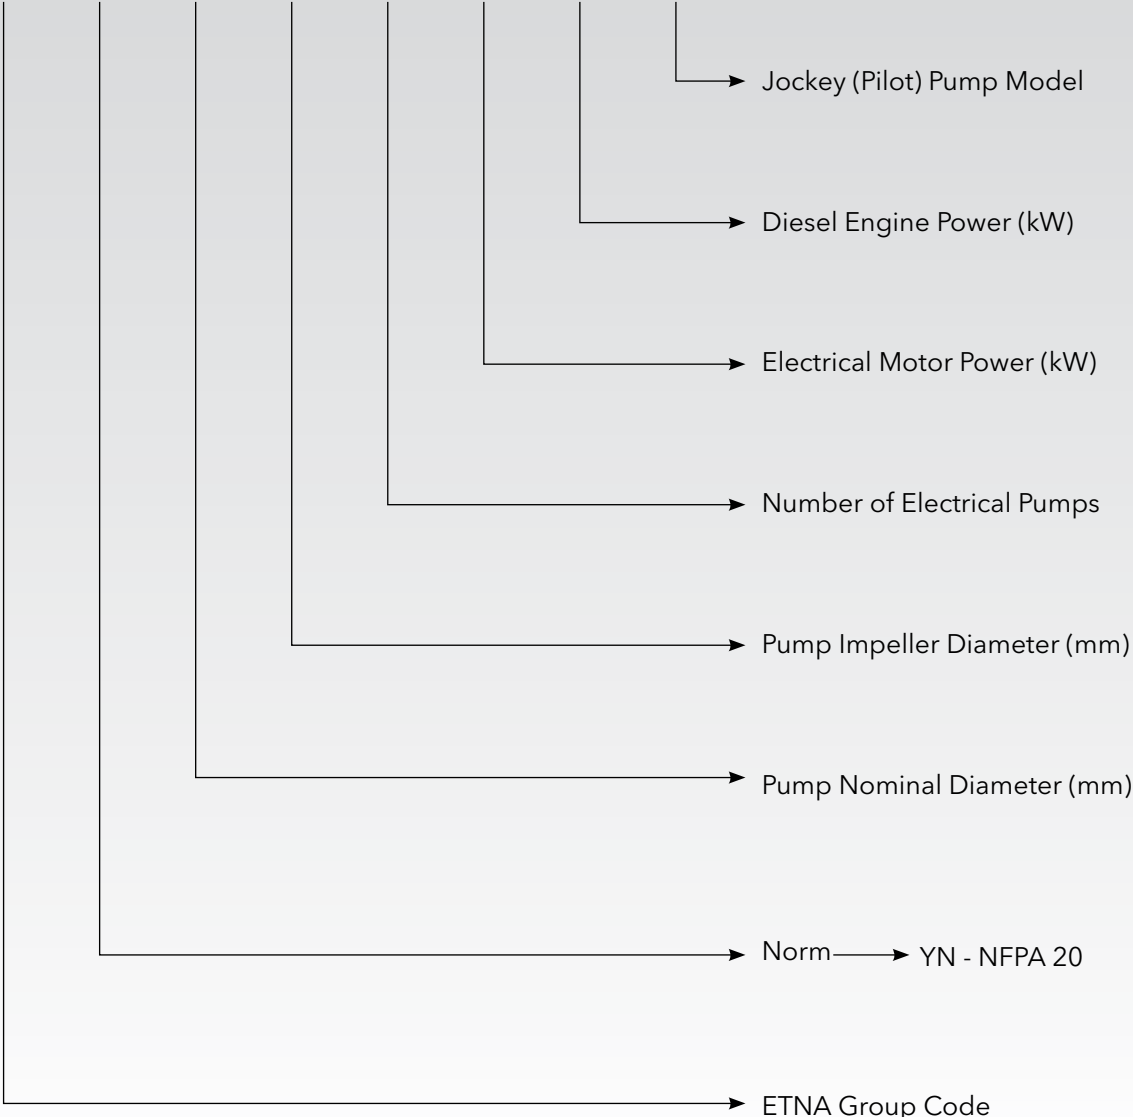 Jockey (Pilot) Pump Model
Diesel Engine Power (kW)
Electrical Motor Power (kW)
Number of Electrical Pumps
Pump Impeller Diameter (mm)
Pump Nominal Diameter (mm)
Norm YN - NFPA 20
ETNA Group Code